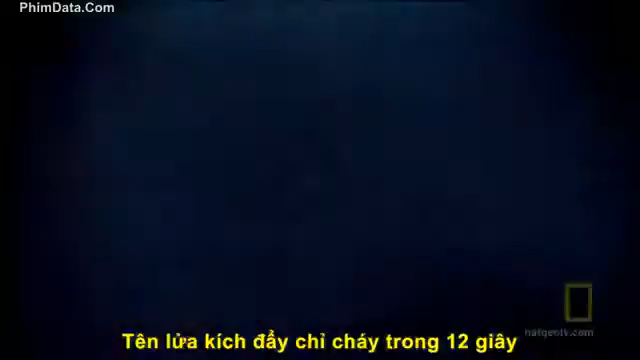 PhimData.Com
natgeotv.com
Tên lửa kích đẩy chỉ cháy trong 12 giây